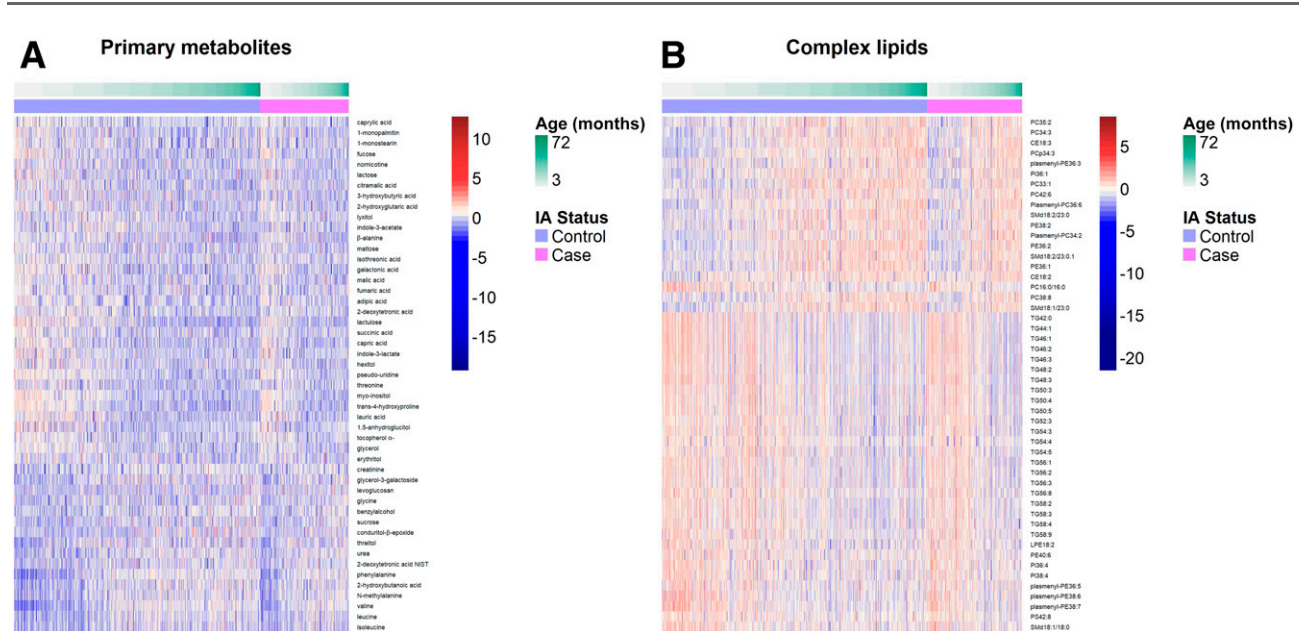 A
Primary metabolites
caprylic acid
1-monopalmitin
1-monostearin
fucose
nornicotine
lactose
citramalic acid
3-hydroxybutyric acid
2-hydroxyglutaric acid
lyxitol
indole-3-acetate
β-alanine
maltose
isothreonic acid
galactonic acid
malic acid
fumaric acid
adipic acid
2-deoxytetronic acid
lactulose
succinic acid
capric acid
indole-3-lactate
hexitol
pseudo-uridine
threonine
myo-inositol
trans-4-hydroxyproline
lauric acid
1,5-anhydroglucitol
tocopherol α-
glycerol
erythritol
creatinine
glycerol-3-galactoside
levoglucosan
glycine
benzylalcohol
sucrose
conduritol-β-epoxide
threitol
urea
2-deoxytetronic acid NIST
phenylalanine
2-hydroxybutanoic acid
N-methylalanine
valine
leucine
isoleucine
10
5
0
-5
-10
-15
Age (months)
72
3
IA Status
Control
Case
B
Complex lipids
PC35:2
PC34:3
CE18:3
PCp34:3
plasmenyl-PE36:3
PI36:1
PC33:1
PC42:6
Plasmenyl-PC36:6
SMd18:2/23:0
PE38:2
Plasmenyl-PC34:2
PE36:2
SMd18:2/23:0.1
PE36:1
CE18:2
PC16:0/16:0
PC38:8
SMd18:1/23:0
TG42:0
TG44:1
TG46:1
TG46:2
TG46:3
TG48:2
TG48:3
TG50:3
TG50:4
TG50:5
TG52:3
TG54:3
TG54:4
TG54:5
TG56:1
TG56:2
TG56:3
TG56:8
TG58:2
TG58:3
TG58:4
TG58:9
LPE18:2
PE40:6
PI36:4
PI38:4
plasmenyl-PE36:5
plasmenyl-PE38:6
plasmenyl-PE38:7
PS42:8
SMd18:1/18:0
5
0
-5
-10
-15
-20
Age (months)
72
3
IA Status
Control
Case